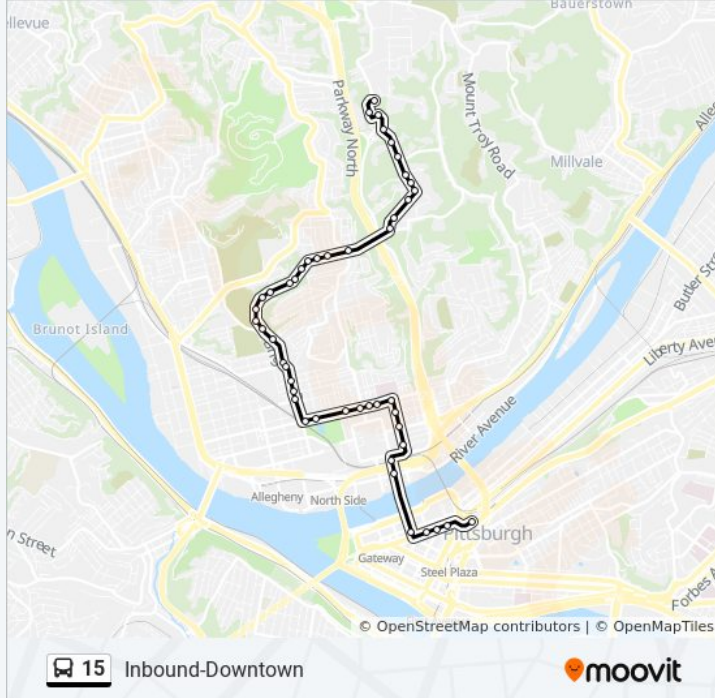 Bauerstown
llevue
Parkway North
Mount Troy Road
Alle
Millvale
Butler Str
Brunot Island
Liberty Ave
River Avenue
Allegheny
North Side
n Street
Pittsburgh
Gateway
Steel Plaza
Forbes A
© OpenStreetMap contributors | © OpenMapTiles
15 Inbound-Downtown
moovit